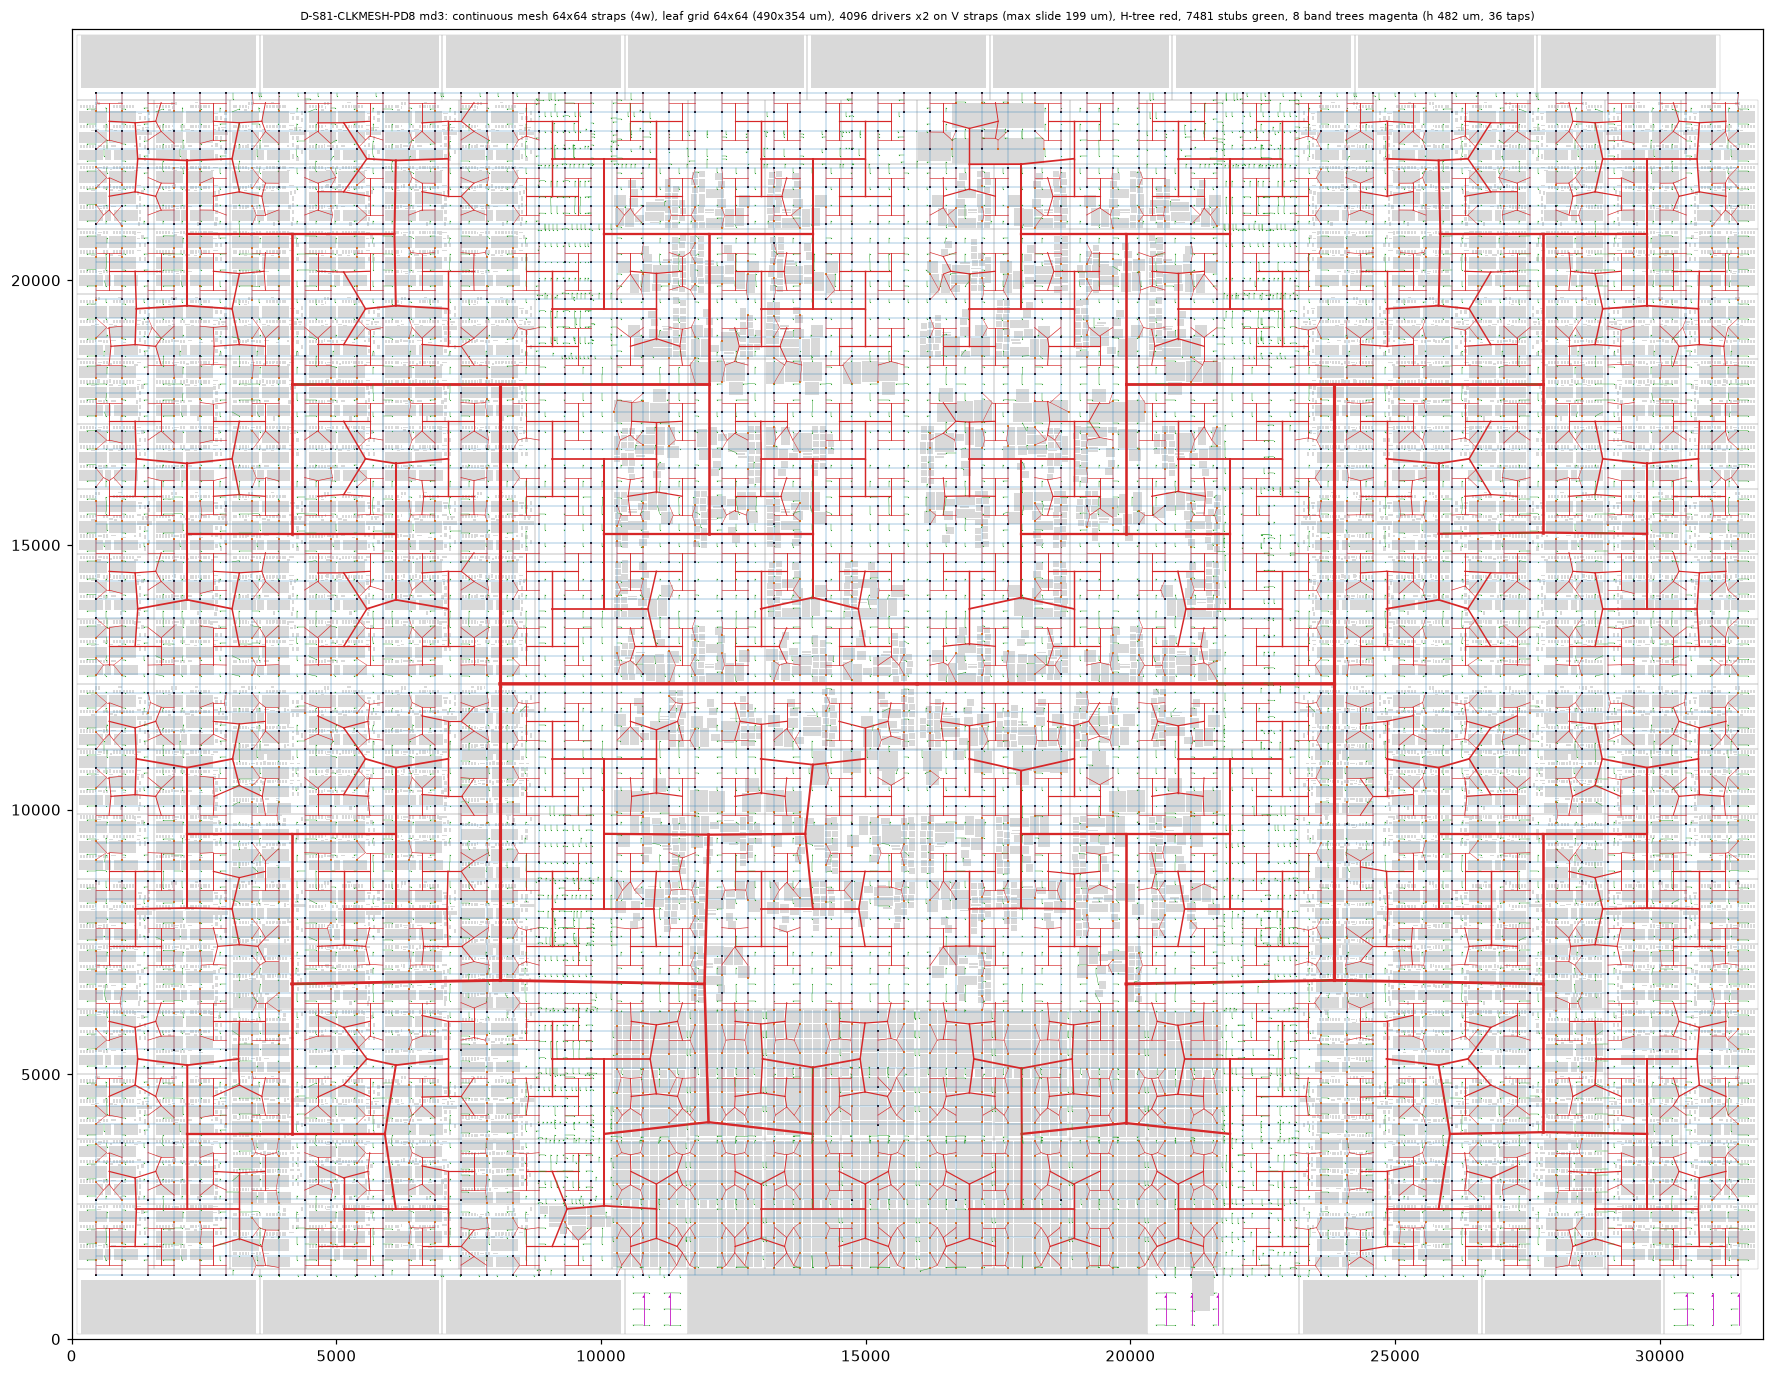 D-S81-CLKMESH-PD8 md3: continuous mesh 64x64 straps (4w), leaf grid 64x64 (490x354 um), 4096 drivers x2 on V straps (max slide 199 um), H-tree red, 7481 stubs green, 8 band trees magenta (h 482 um, 36 taps)
20000
15000
10000
5000
0
0 5000 10000 15000 20000 25000 30000